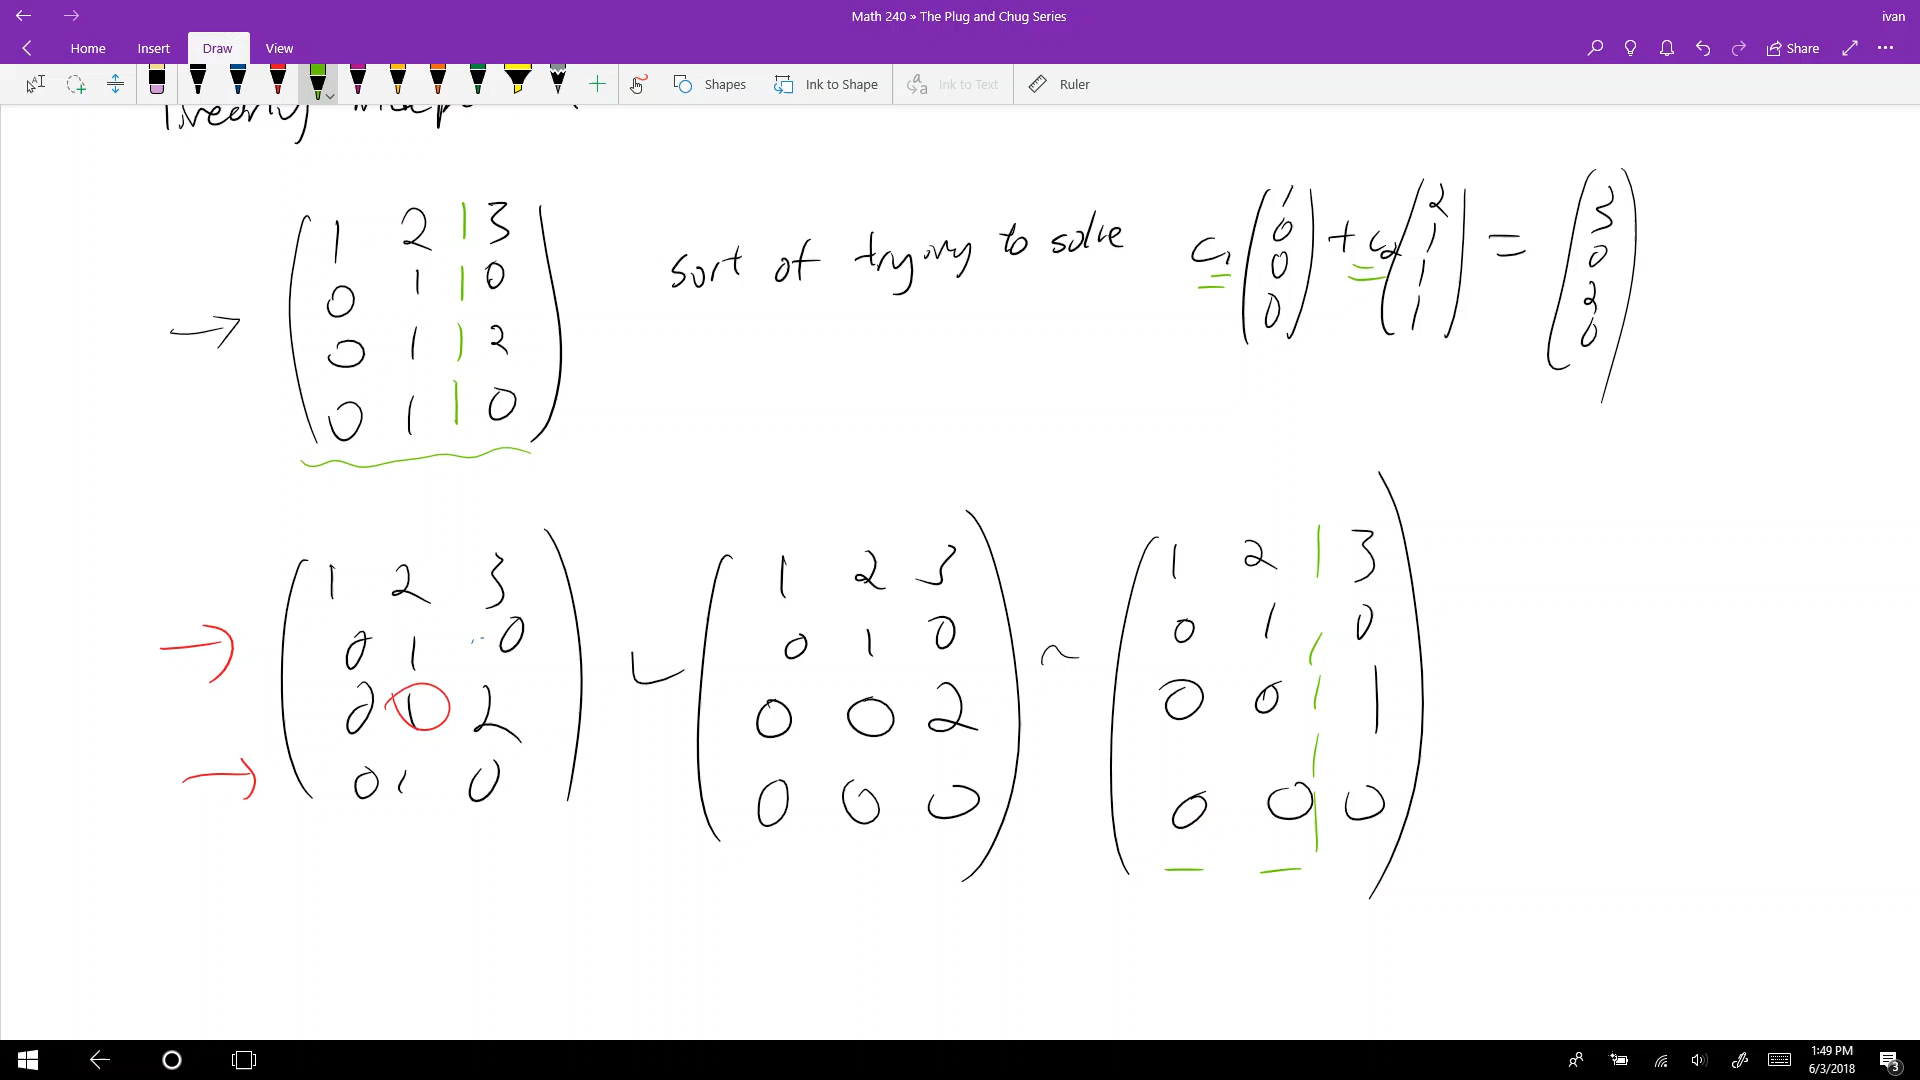 Math 240 » The Plug and Chug Series
ivan
Home Insert Draw View
Share
Shapes
Ink to Shape
Ink to Text
Ruler
1 2 | 3
0 1 | 0
0 1 | 2
0 1 | 0
sort of trying to solve
c₁ (1 0 0 0) + c₂ (2 1 1 1) = (3 0 2 0)
→
1 2 3
0 1 0
0 1 2
0 1 0
1 2 3
0 1 0
0 0 2
0 0 0
~
1 2 | 3
0 1 | 0
0 0 | 1
0 0 | 0
1:49 PM
6/3/2018
3